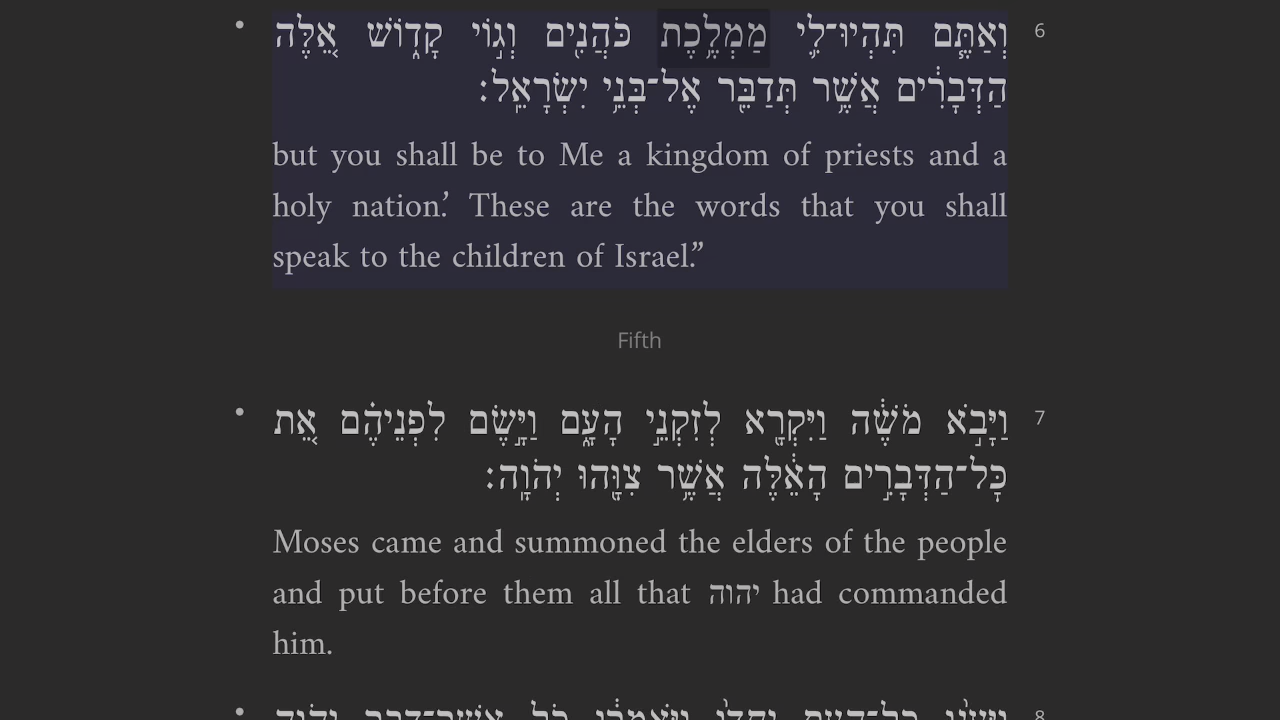 6
וְאַתֶּ֧ם תִּהְיוּ־לִ֛י מַמְלֶ֥כֶת כֹּהֲנִ֖ים וְג֣וֹי קָד֑וֹשׁ אֵ֚לֶּה
הַדְּבָרִ֔ים אֲשֶׁ֥ר תְּדַבֵּ֖ר אֶל־בְּנֵ֥י יִשְׂרָאֵֽל׃
but you shall be to Me a kingdom of priests and a
holy nation.’ These are the words that you shall
speak to the children of Israel.”
Fifth
7
וַיָּבֹ֣א מֹשֶׁ֔ה וַיִּקְרָ֖א לְזִקְנֵ֣י הָעָ֑ם וַיָּ֣שֶׂם לִפְנֵיהֶ֗ם אֵ֚ת
כָּל־הַדְּבָרִ֣ים הָאֵ֔לֶּה אֲשֶׁ֥ר צִוָּ֖הוּ יְהֹוָֽה׃
Moses came and summoned the elders of the people
and put before them all that יהוה had commanded
him.
8